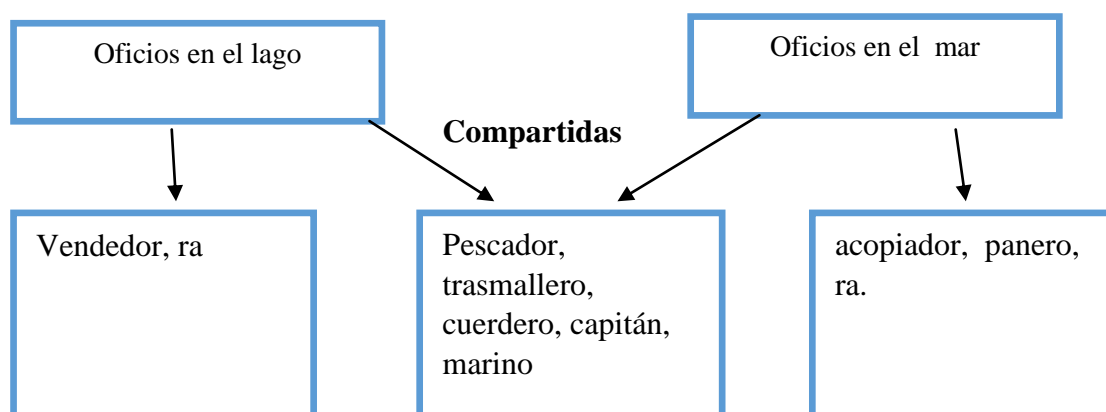 Oficios en el lago
Oficios en el mar
Compartidas
Vendedor, ra
Pescador,
trasmallero,
cuerdero, capitán,
marino
acopiador, panero,
ra.